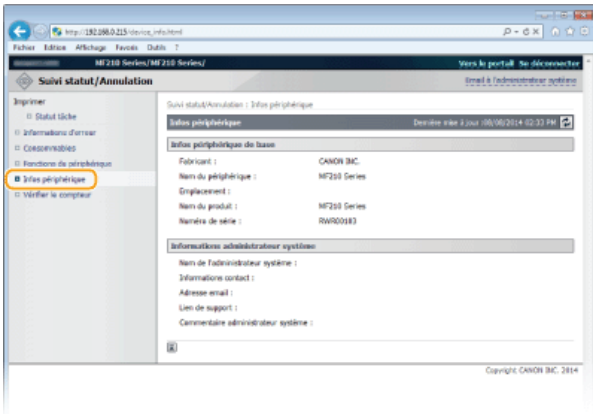 http://192.168.0.215/device_info.html
Fichier Edition Affichage Favoris Outils ?
MF210 Series/MF210 Series/
Vers le portail Se déconnecter
Suivi statut/Annulation
Email à l'administrateur système
Imprimer
Statut tâche
Informations d'erreur
Consommables
Fonctions du périphérique
Infos périphérique
Vérifier le compteur
Suivi statut/Annulation : Infos périphérique
Infos périphérique
Dernière mise à jour :08/08/2014 02:33 PM
Infos périphérique de base
Fabricant : CANON INC.
Nom du périphérique : MF210 Series
Emplacement :
Nom du produit : MF210 Series
Numéro de série : RWR00183
Informations administrateur système
Nom de l'administrateur système :
Informations contact :
Adresse email :
Lien de support :
Commentaire administrateur système :
Copyright CANON INC. 2014